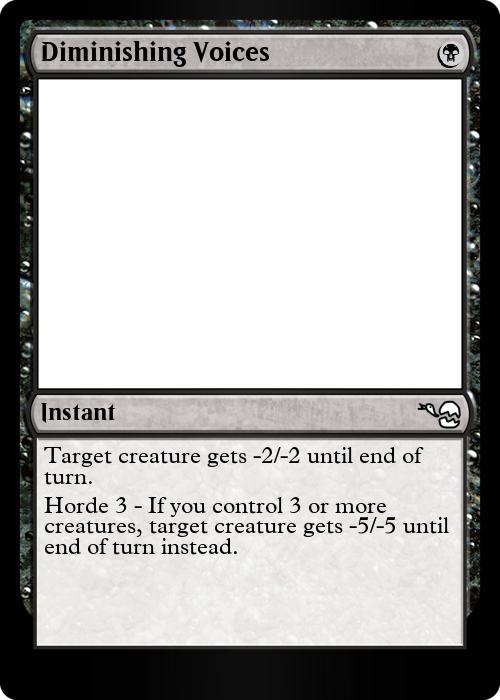 Diminishing Voices
Instant
Target creature gets -2/-2 until end of
turn.
Horde 3 - If you control 3 or more
creatures, target creature gets -5/-5 until
end of turn instead.